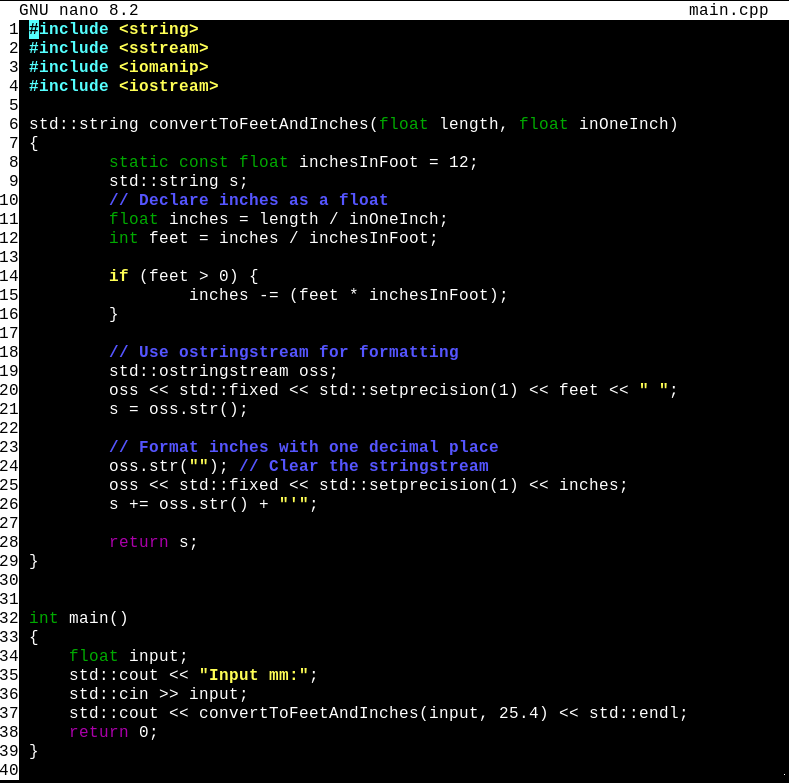 GNU nano 8.2 main.cpp
1 #include <string>
2 #include <sstream>
3 #include <iomanip>
4 #include <iostream>
5
6 std::string convertToFeetAndInches(float length, float inOneInch)
7 {
8         static const float inchesInFoot = 12;
9         std::string s;
10         // Declare inches as a float
11         float inches = length / inOneInch;
12         int feet = inches / inchesInFoot;
13
14         if (feet > 0) {
15                 inches -= (feet * inchesInFoot);
16         }
17
18         // Use ostringstream for formatting
19         std::ostringstream oss;
20         oss << std::fixed << std::setprecision(1) << feet << " ";
21         s = oss.str();
22
23         // Format inches with one decimal place
24         oss.str(""); // Clear the stringstream
25         oss << std::fixed << std::setprecision(1) << inches;
26         s += oss.str() + "'";
27
28         return s;
29 }
30
31
32 int main()
33 {
34     float input;
35     std::cout << "Input mm:";
36     std::cin >> input;
37     std::cout << convertToFeetAndInches(input, 25.4) << std::endl;
38     return 0;
39 }
40